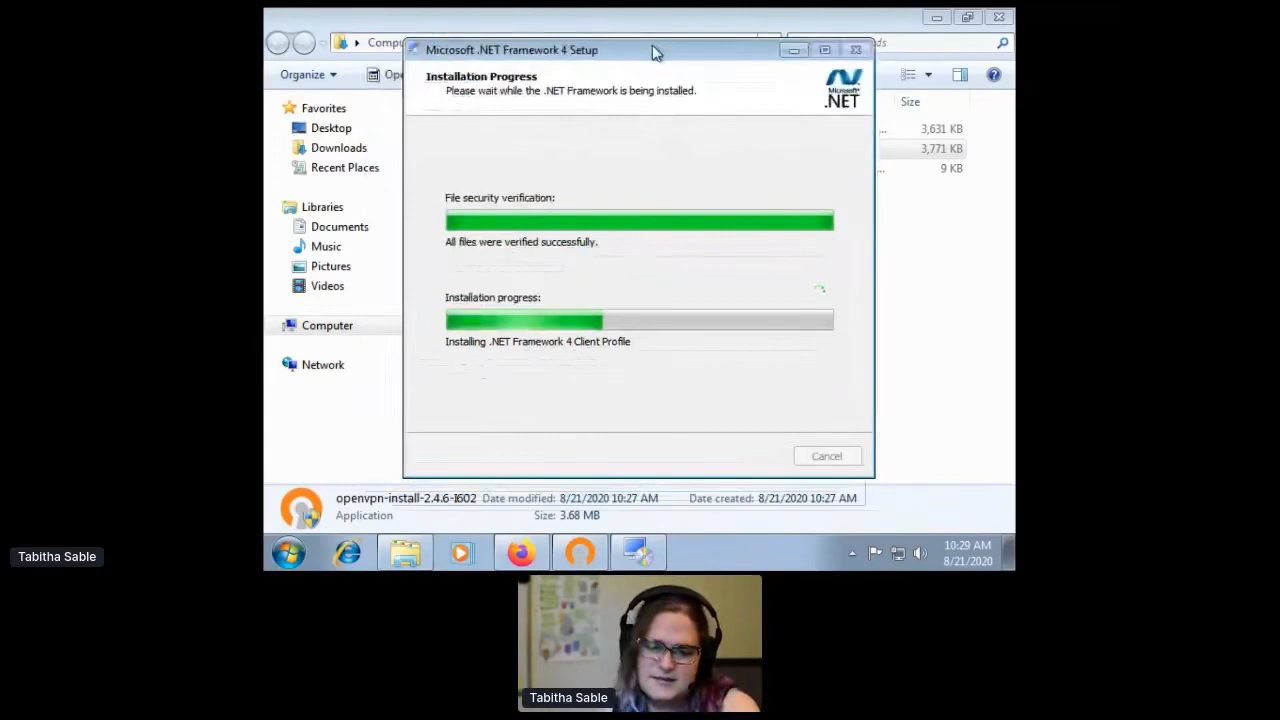 Compu
ds
Microsoft .NET Framework 4 Setup
Organize
Ope
Installation Progress
Please wait while the .NET Framework is being installed.
Microsoft
.NET
Size
Favorites
Desktop
Downloads
Recent Places
... 3,631 KB
3,771 KB
... 9 KB
File security verification:
All files were verified successfully.
Libraries
Documents
Music
Pictures
Videos
Installation progress:
Installing .NET Framework 4 Client Profile
Computer
Network
Cancel
openvpn-install-2.4.6-I602 Date modified: 8/21/2020 10:27 AM Date created: 8/21/2020 10:27 AM
Application Size: 3.68 MB
10:29 AM
8/21/2020
Tabitha Sable
Tabitha Sable